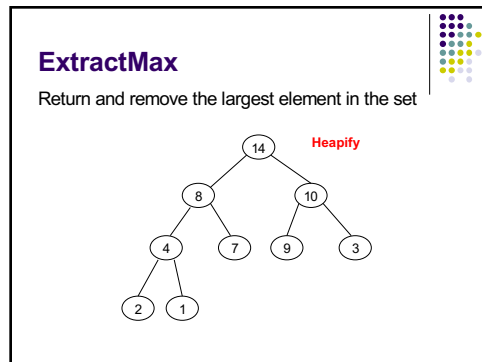 ExtractMax
Return and remove the largest element in the set
Heapify
14
8 10
4 7 9 3
2 1